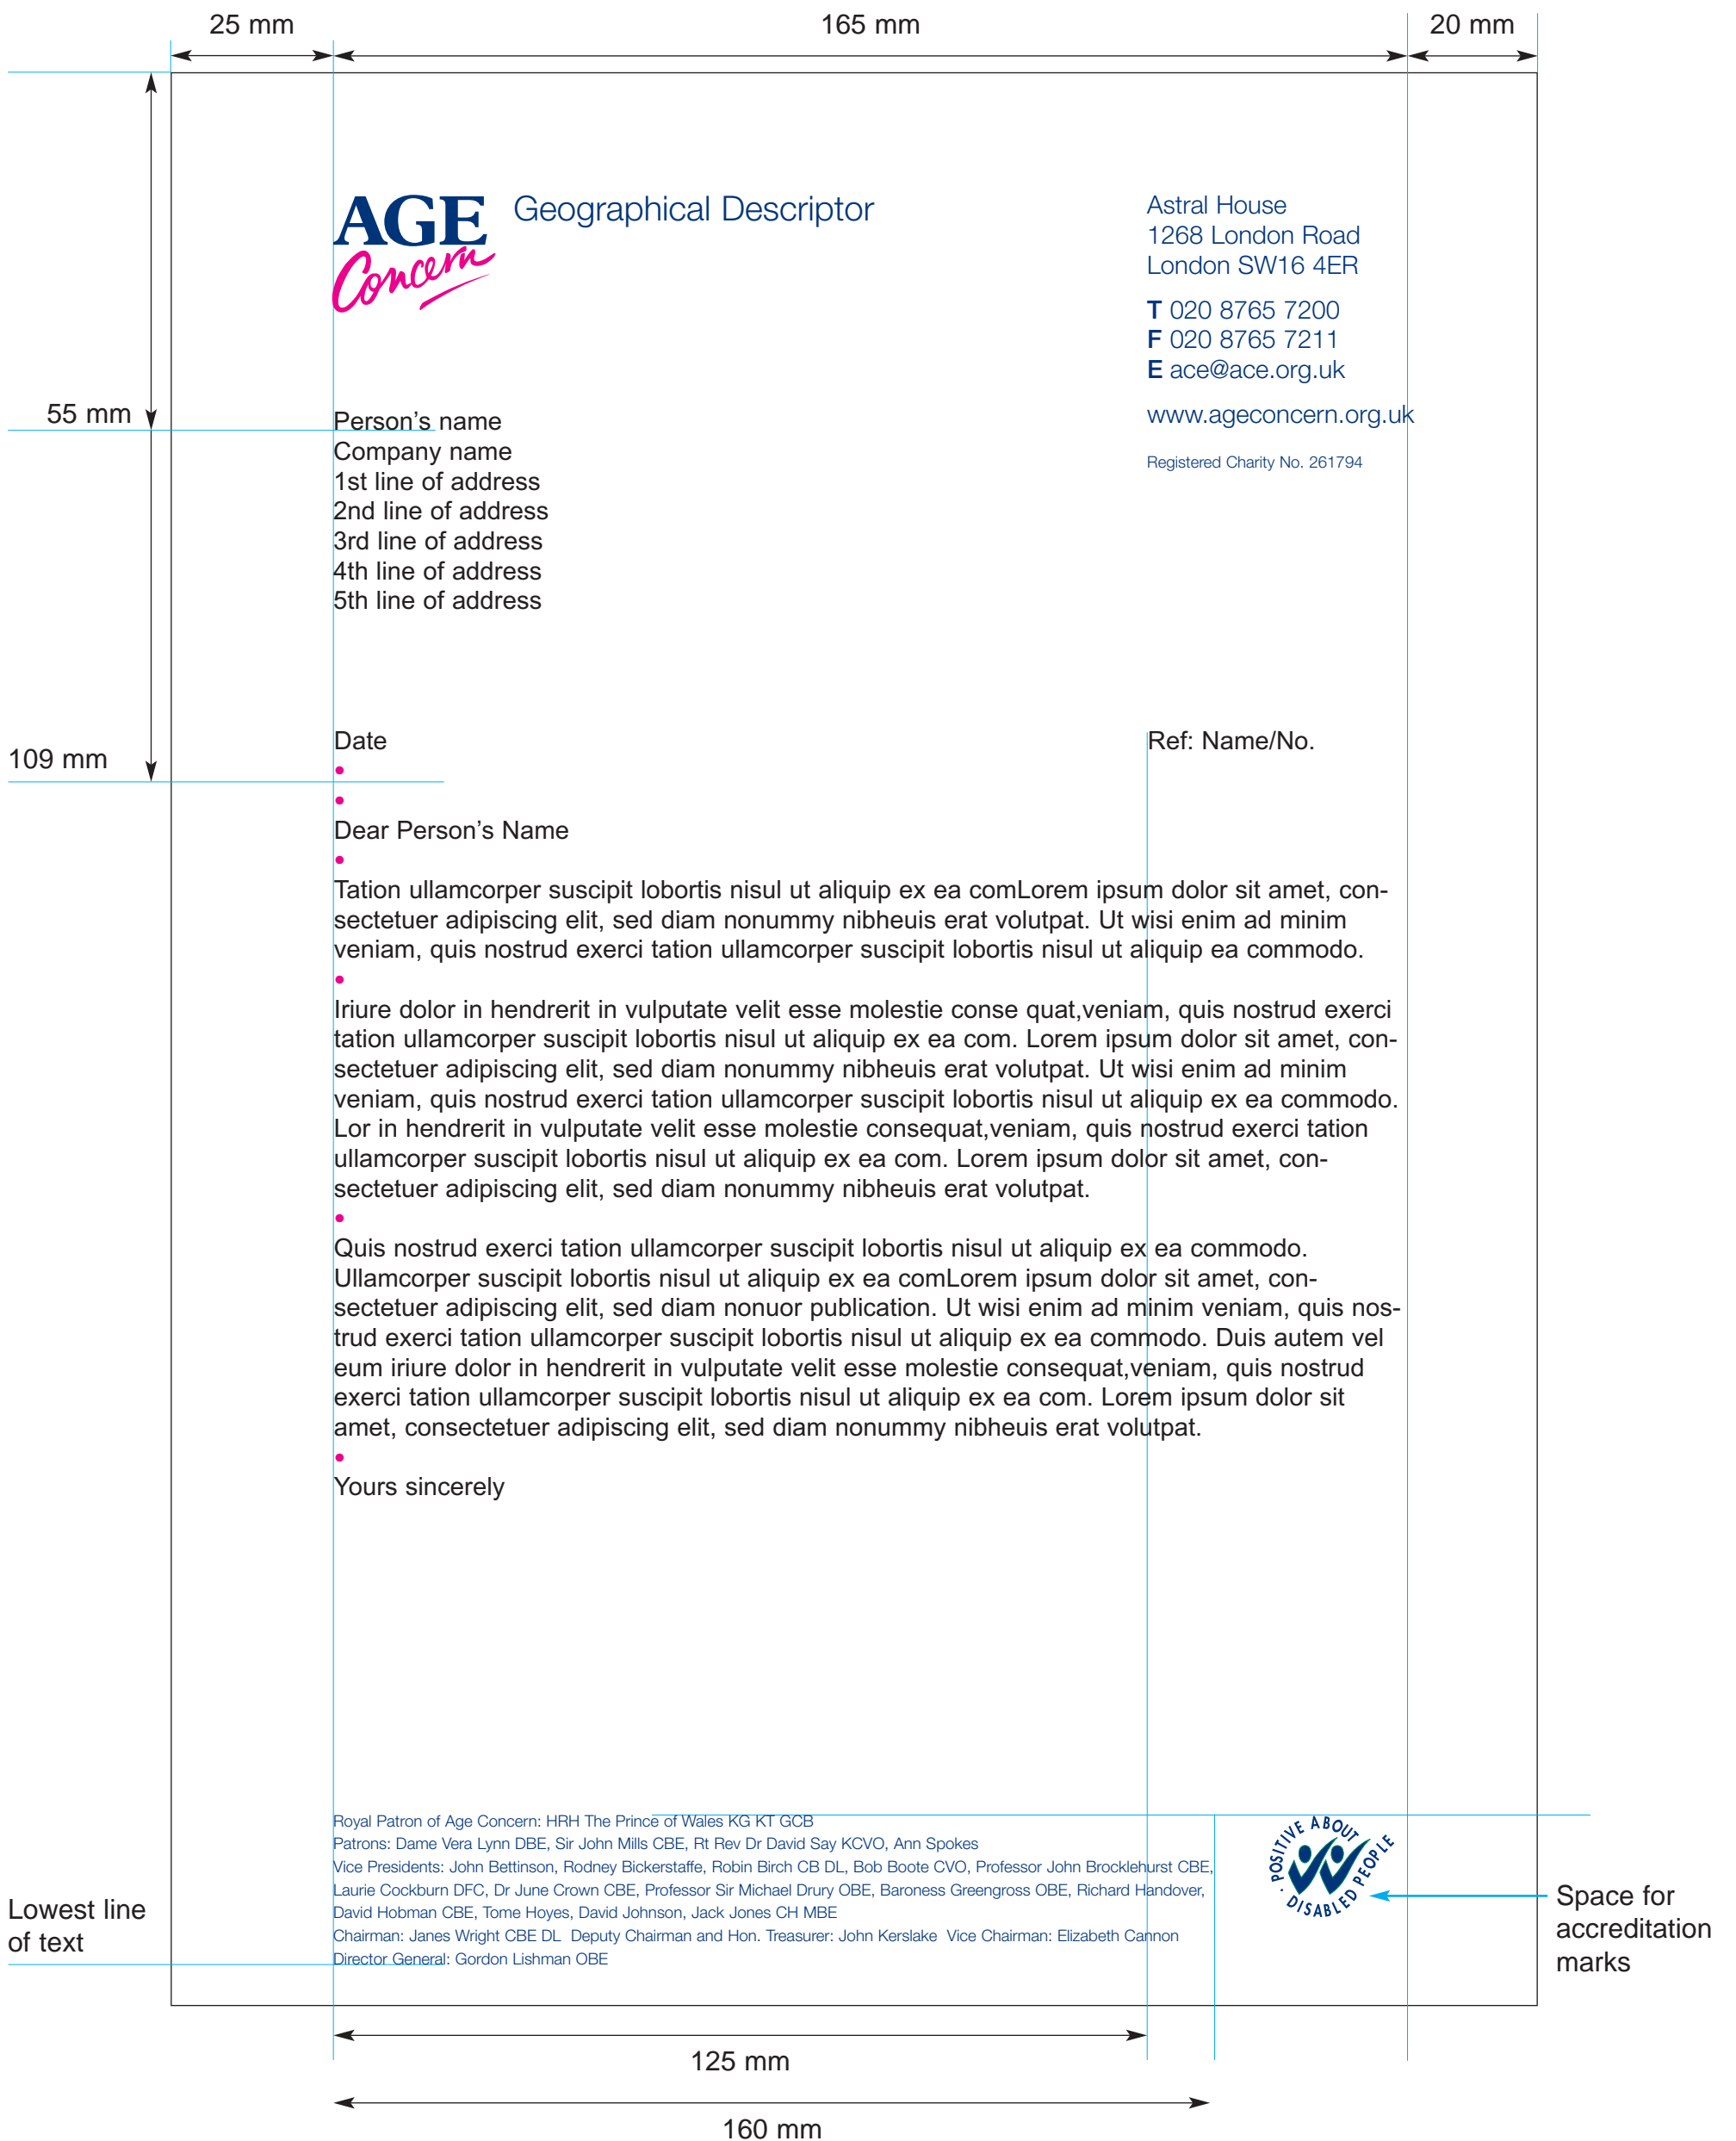 25 mm
165 mm
20 mm
AGE
Concern
Geographical Descriptor
Astral House
1268 London Road
London SW16 4ER
T 020 8765 7200
F 020 8765 7211
E ace@ace.org.uk
www.ageconcern.org.uk
Registered Charity No. 261794
55 mm
Person’s name
Company name
1st line of address
2nd line of address
3rd line of address
4th line of address
5th line of address
Date
Ref: Name/No.
109 mm
Dear Person’s Name
Tation ullamcorper suscipit lobortis nisul ut aliquip ex ea comLorem ipsum dolor sit amet, con-
sectetuer adipiscing elit, sed diam nonummy nibheuis erat volutpat. Ut wisi enim ad minim
veniam, quis nostrud exerci tation ullamcorper suscipit lobortis nisul ut aliquip ea commodo.
Iriure dolor in hendrerit in vulputate velit esse molestie conse quat,veniam, quis nostrud exerci
tation ullamcorper suscipit lobortis nisul ut aliquip ex ea com. Lorem ipsum dolor sit amet, con-
sectetuer adipiscing elit, sed diam nonummy nibheuis erat volutpat. Ut wisi enim ad minim
veniam, quis nostrud exerci tation ullamcorper suscipit lobortis nisul ut aliquip ex ea commodo.
Lor in hendrerit in vulputate velit esse molestie consequat,veniam, quis nostrud exerci tation
ullamcorper suscipit lobortis nisul ut aliquip ex ea com. Lorem ipsum dolor sit amet, con-
sectetuer adipiscing elit, sed diam nonummy nibheuis erat volutpat.
Quis nostrud exerci tation ullamcorper suscipit lobortis nisul ut aliquip ex ea commodo.
Ullamcorper suscipit lobortis nisul ut aliquip ex ea comLorem ipsum dolor sit amet, con-
sectetuer adipiscing elit, sed diam nonuor publication. Ut wisi enim ad minim veniam, quis nos-
trud exerci tation ullamcorper suscipit lobortis nisul ut aliquip ex ea commodo. Duis autem vel
eum iriure dolor in hendrerit in vulputate velit esse molestie consequat,veniam, quis nostrud
exerci tation ullamcorper suscipit lobortis nisul ut aliquip ex ea com. Lorem ipsum dolor sit
amet, consectetuer adipiscing elit, sed diam nonummy nibheuis erat volutpat.
Yours sincerely
Royal Patron of Age Concern: HRH The Prince of Wales KG KT GCB
Patrons: Dame Vera Lynn DBE, Sir John Mills CBE, Rt Rev Dr David Say KCVO, Ann Spokes
Vice Presidents: John Bettinson, Rodney Bickerstaffe, Robin Birch CB DL, Bob Boote CVO, Professor John Brocklehurst CBE,
Laurie Cockburn DFC, Dr June Crown CBE, Professor Sir Michael Drury OBE, Baroness Greengross OBE, Richard Handover,
David Hobman CBE, Tome Hoyes, David Johnson, Jack Jones CH MBE
Chairman: Janes Wright CBE DL  Deputy Chairman and Hon. Treasurer: John Kerslake  Vice Chairman: Elizabeth Cannon
Director General: Gordon Lishman OBE
POSITIVE ABOUT
DISABLED PEOPLE
Lowest line
of text
Space for
accreditation
marks
125 mm
160 mm